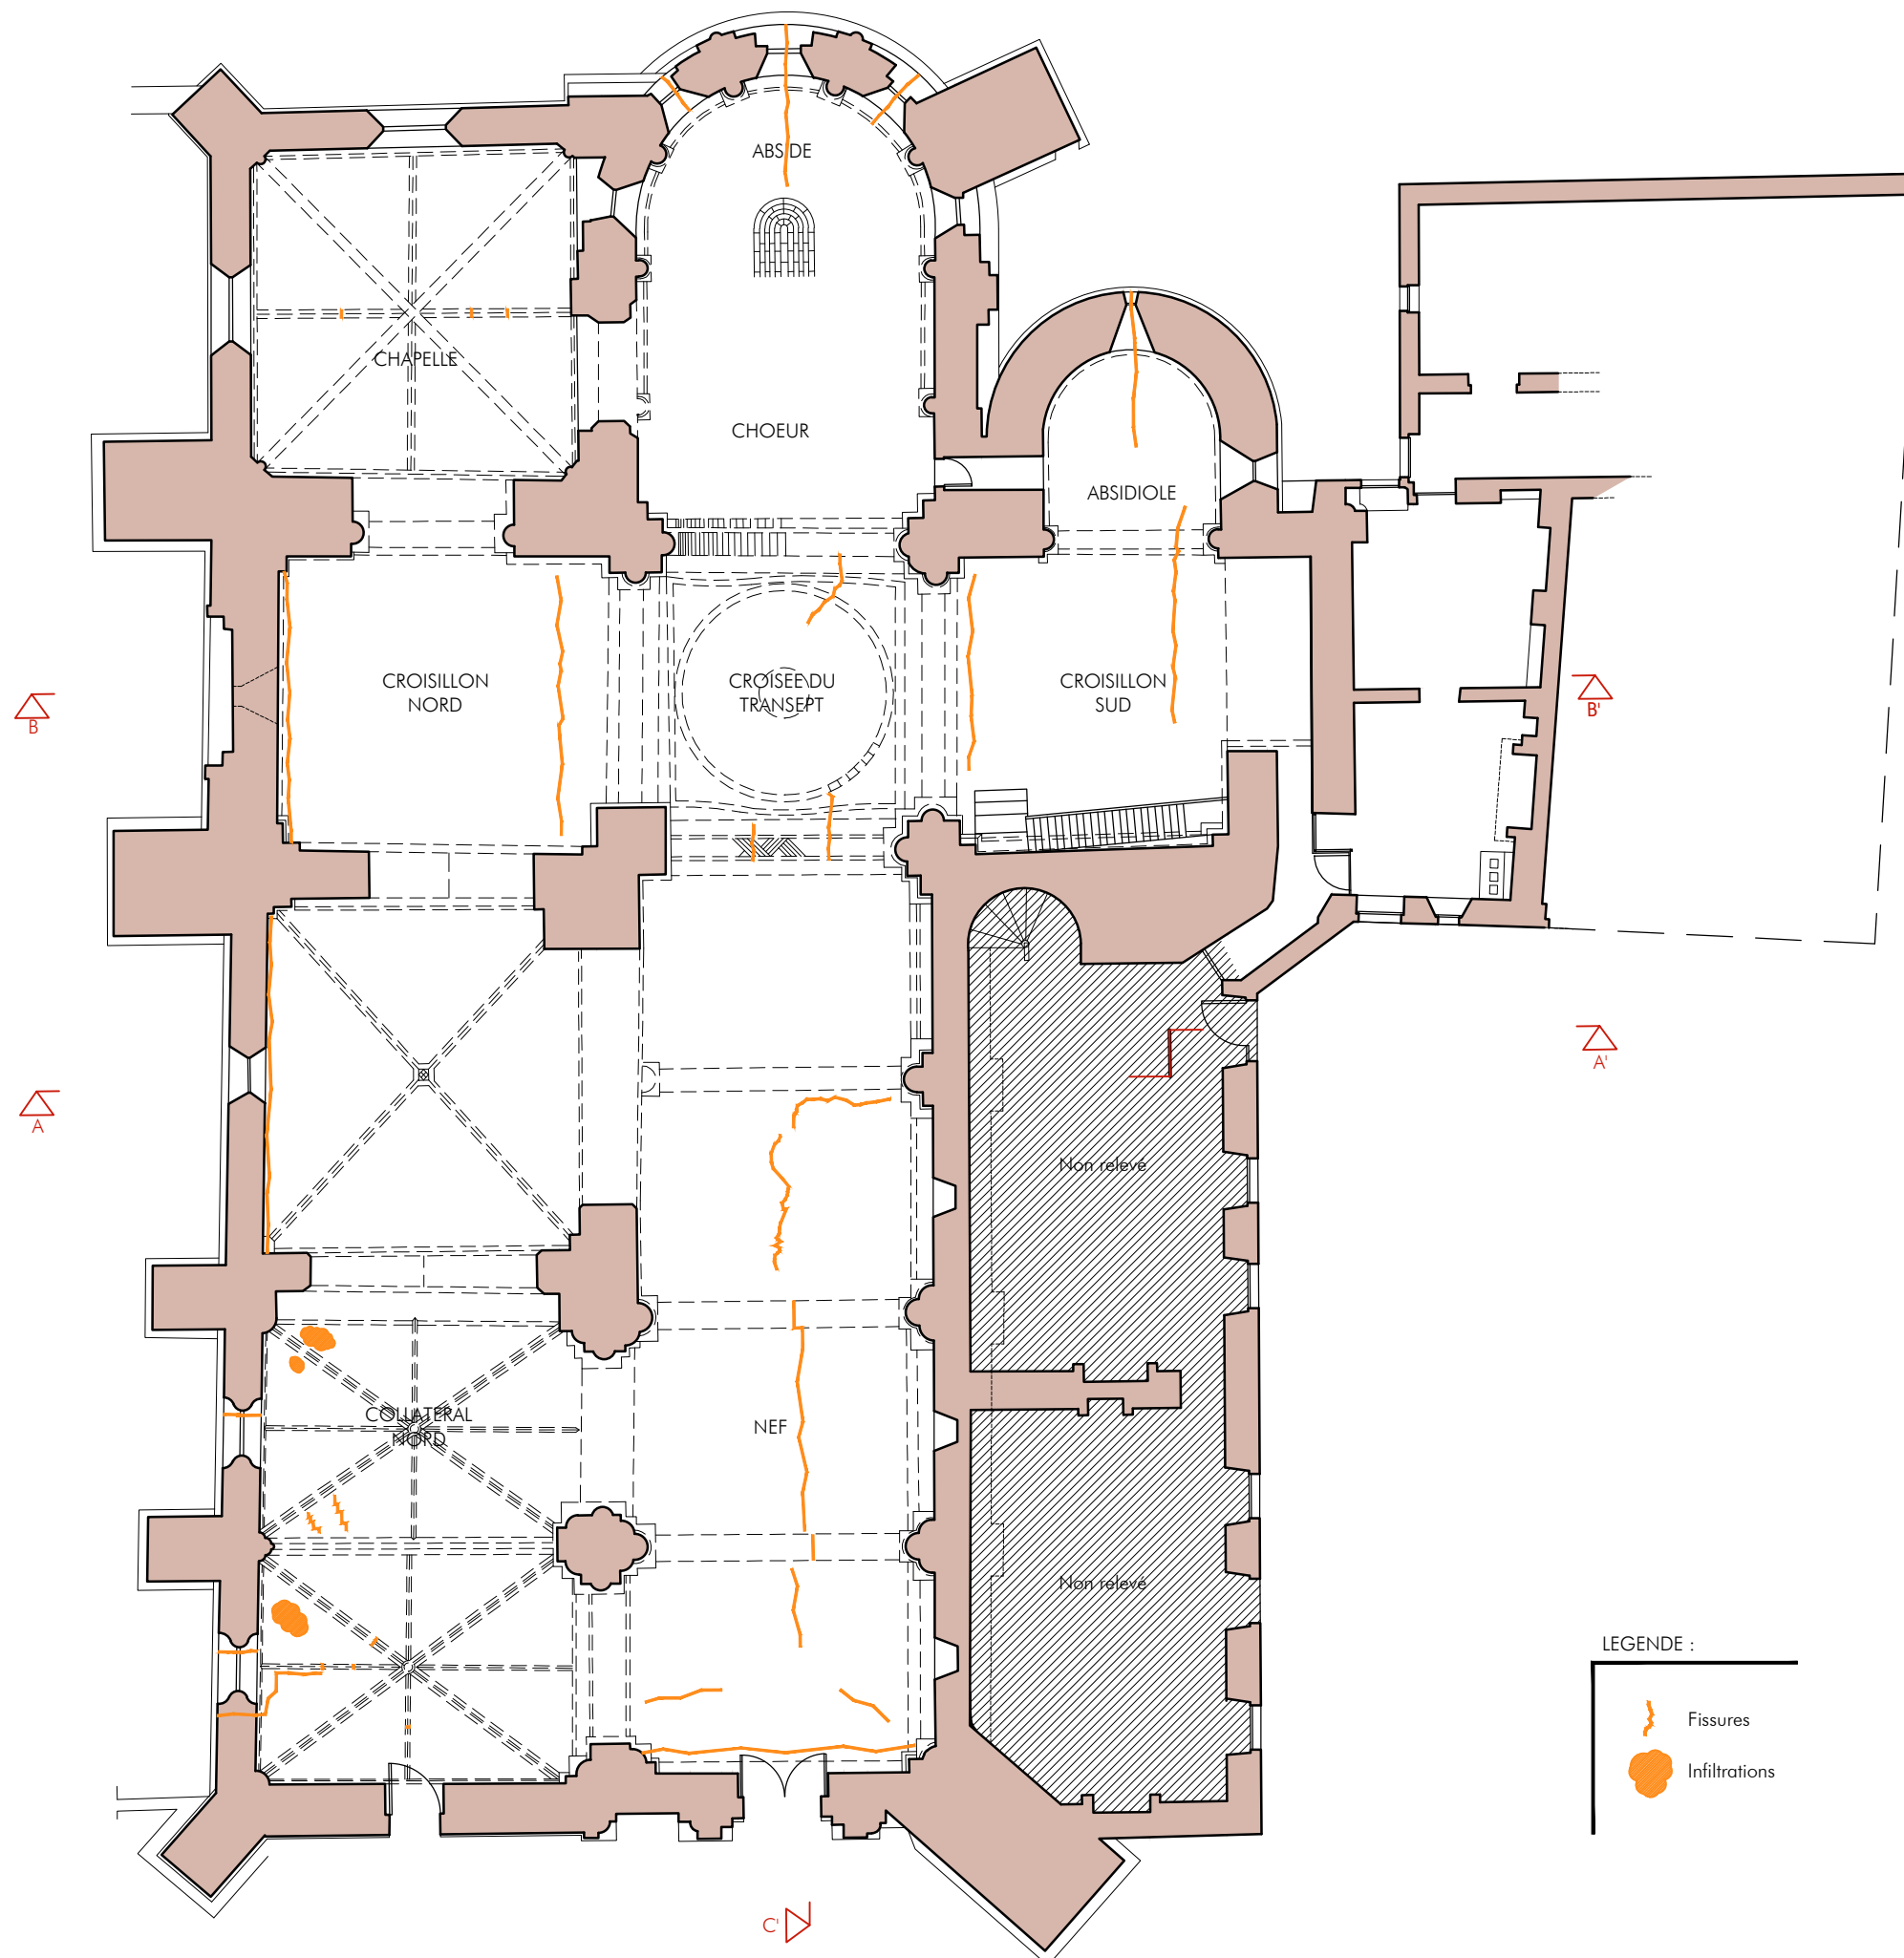 ABSIDE
CHAPELLE
CHOEUR
ABSIDIOLE
CROISILLON
NORD
CROISEE DU
TRANSEPT
CROISILLON
SUD
B
B'
A
A'
Non relevé
COLLATERAL
NORD
NEF
Non relevé
LEGENDE :
Fissures
Infiltrations
C'